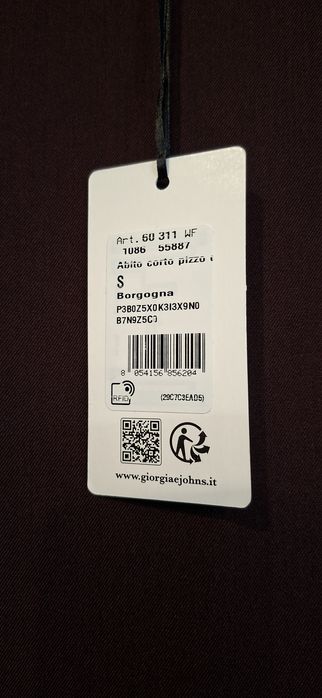 Art. 60 311 WF
1086 55887
Abito corto pizzo
S
Borgogna
P3B0Z5X0K3I3X9N0
B7N9Z5C0
8 054156 856204
RFID
(29C7C3EAD5)
www.giorgiaejohns.it